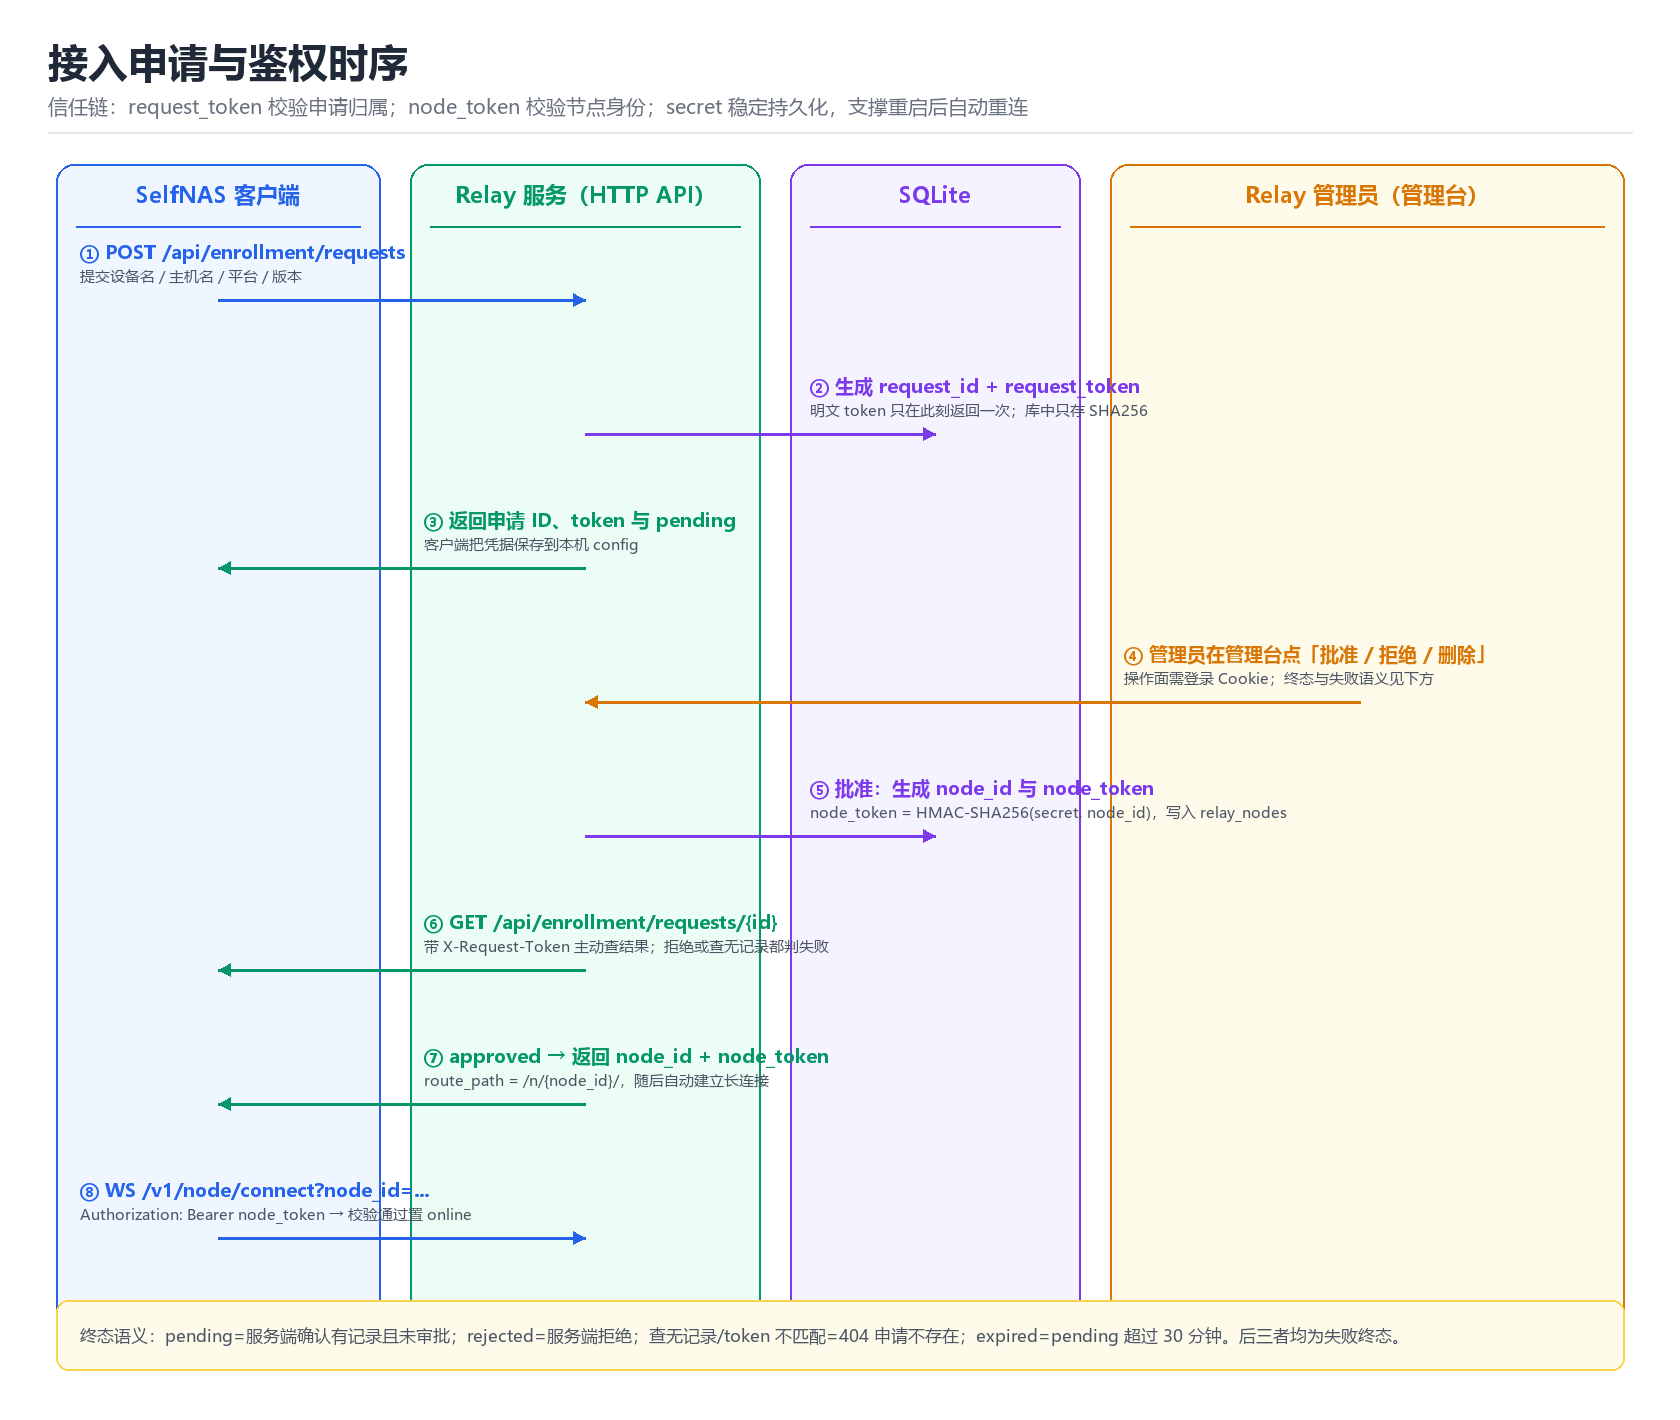 接入申请与鉴权时序
信任链：request_token 校验申请归属；node_token 校验节点身份；secret 稳定持久化，支撑重启后自动重连
SelfNAS 客户端
Relay 服务（HTTP API）
SQLite
Relay 管理员（管理台）
① POST /api/enrollment/requests
提交设备名 / 主机名 / 平台 / 版本
② 生成 request_id + request_token
明文 token 只在此刻返回一次；库中只存 SHA256
③ 返回申请 ID、token 与 pending
客户端把凭据保存到本机 config
④ 管理员在管理台点「批准 / 拒绝 / 删除」
操作面需登录 Cookie；终态与失败语义见下方
⑤ 批准：生成 node_id 与 node_token
node_token = HMAC-SHA256(secret, node_id)，写入 relay_nodes
⑥ GET /api/enrollment/requests/{id}
带 X-Request-Token 主动查结果；拒绝或查无记录都判失败
⑦ approved → 返回 node_id + node_token
route_path = /n/{node_id}/，随后自动建立长连接
⑧ WS /v1/node/connect?node_id=…
Authorization: Bearer node_token → 校验通过置 online
终态语义：pending=服务端确认有记录且未审批；rejected=服务端拒绝；查无记录/token 不匹配=404 申请不存在；expired=pending 超过 30 分钟。后三者均为失败终态。